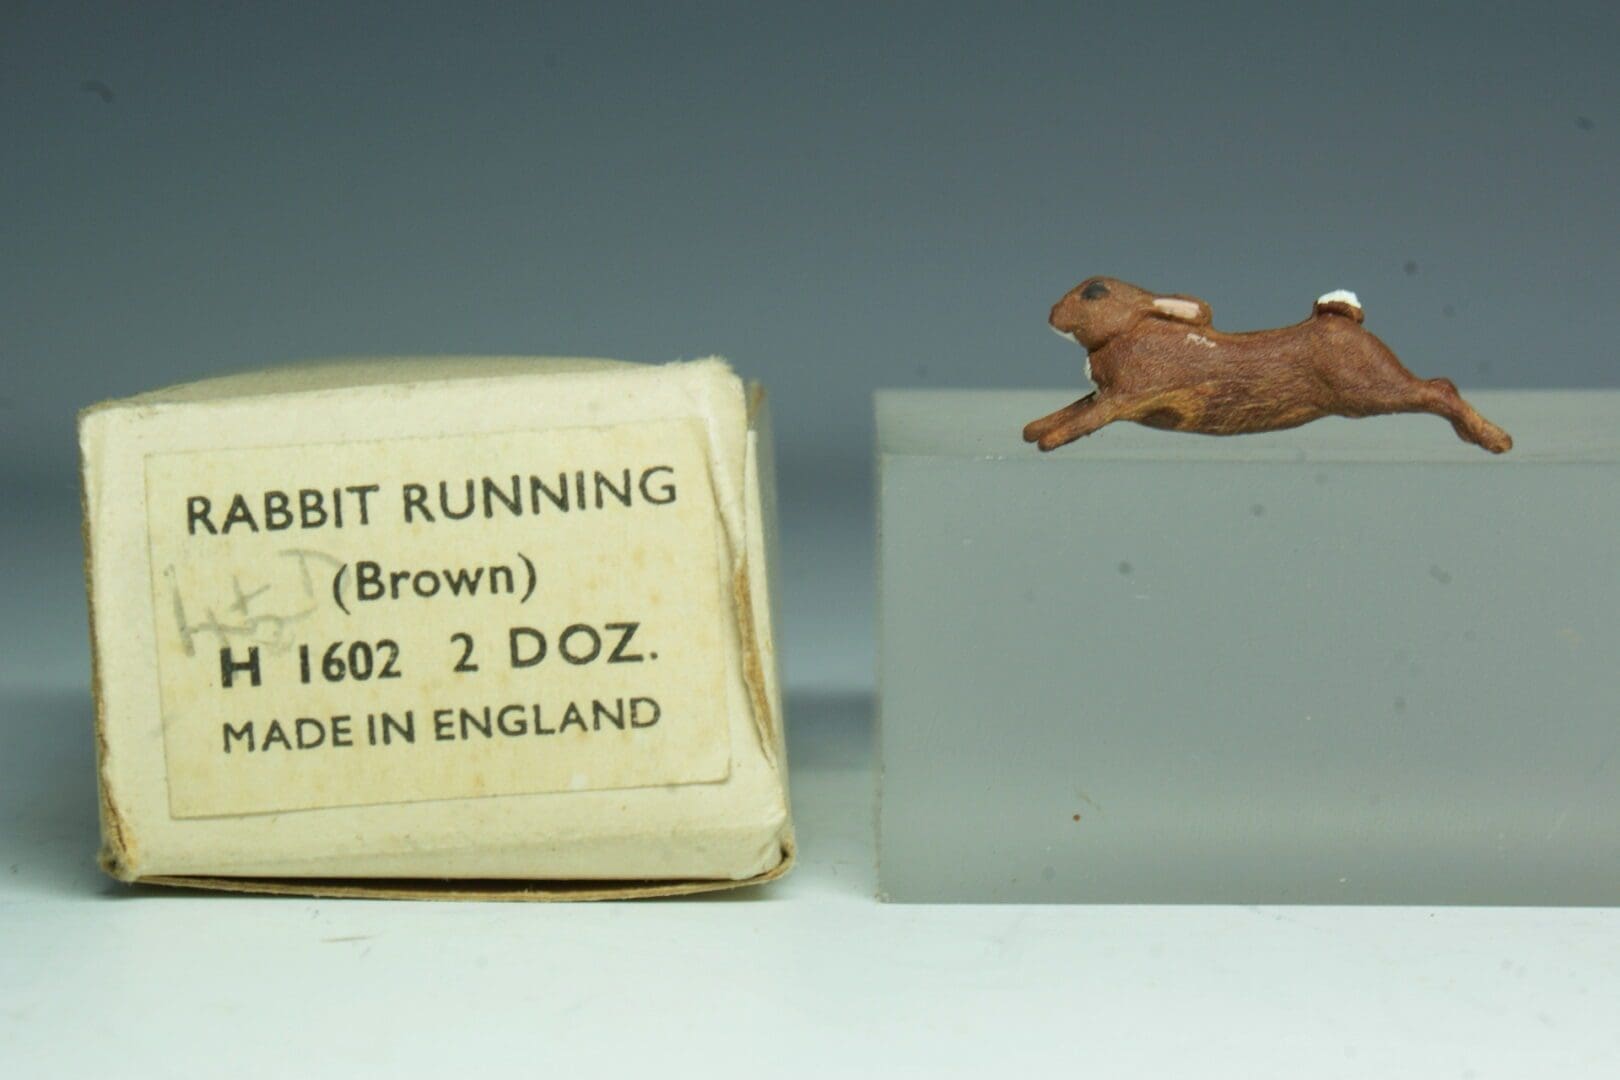 RABBIT RUNNING
(Brown)
H 1602 2 DOZ.
MADE IN ENGLAND